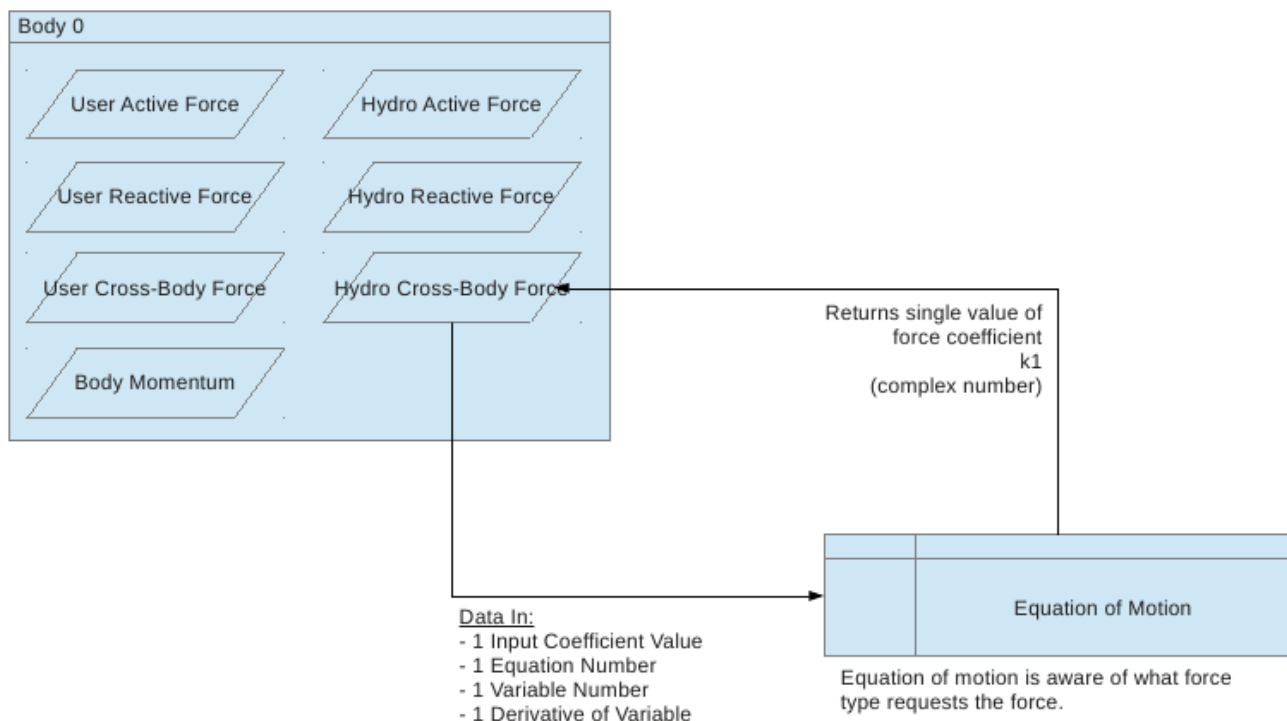 Body 0
User Active Force
Hydro Active Force
User Reactive Force
Hydro Reactive Force
User Cross-Body Force
Hydro Cross-Body Force
Body Momentum
Returns single value of
force coefficient
k1
(complex number)
Data In:
- 1 Input Coefficient Value
- 1 Equation Number
- 1 Variable Number
- 1 Derivative of Variable
Equation of Motion
Equation of motion is aware of what force
type requests the force.